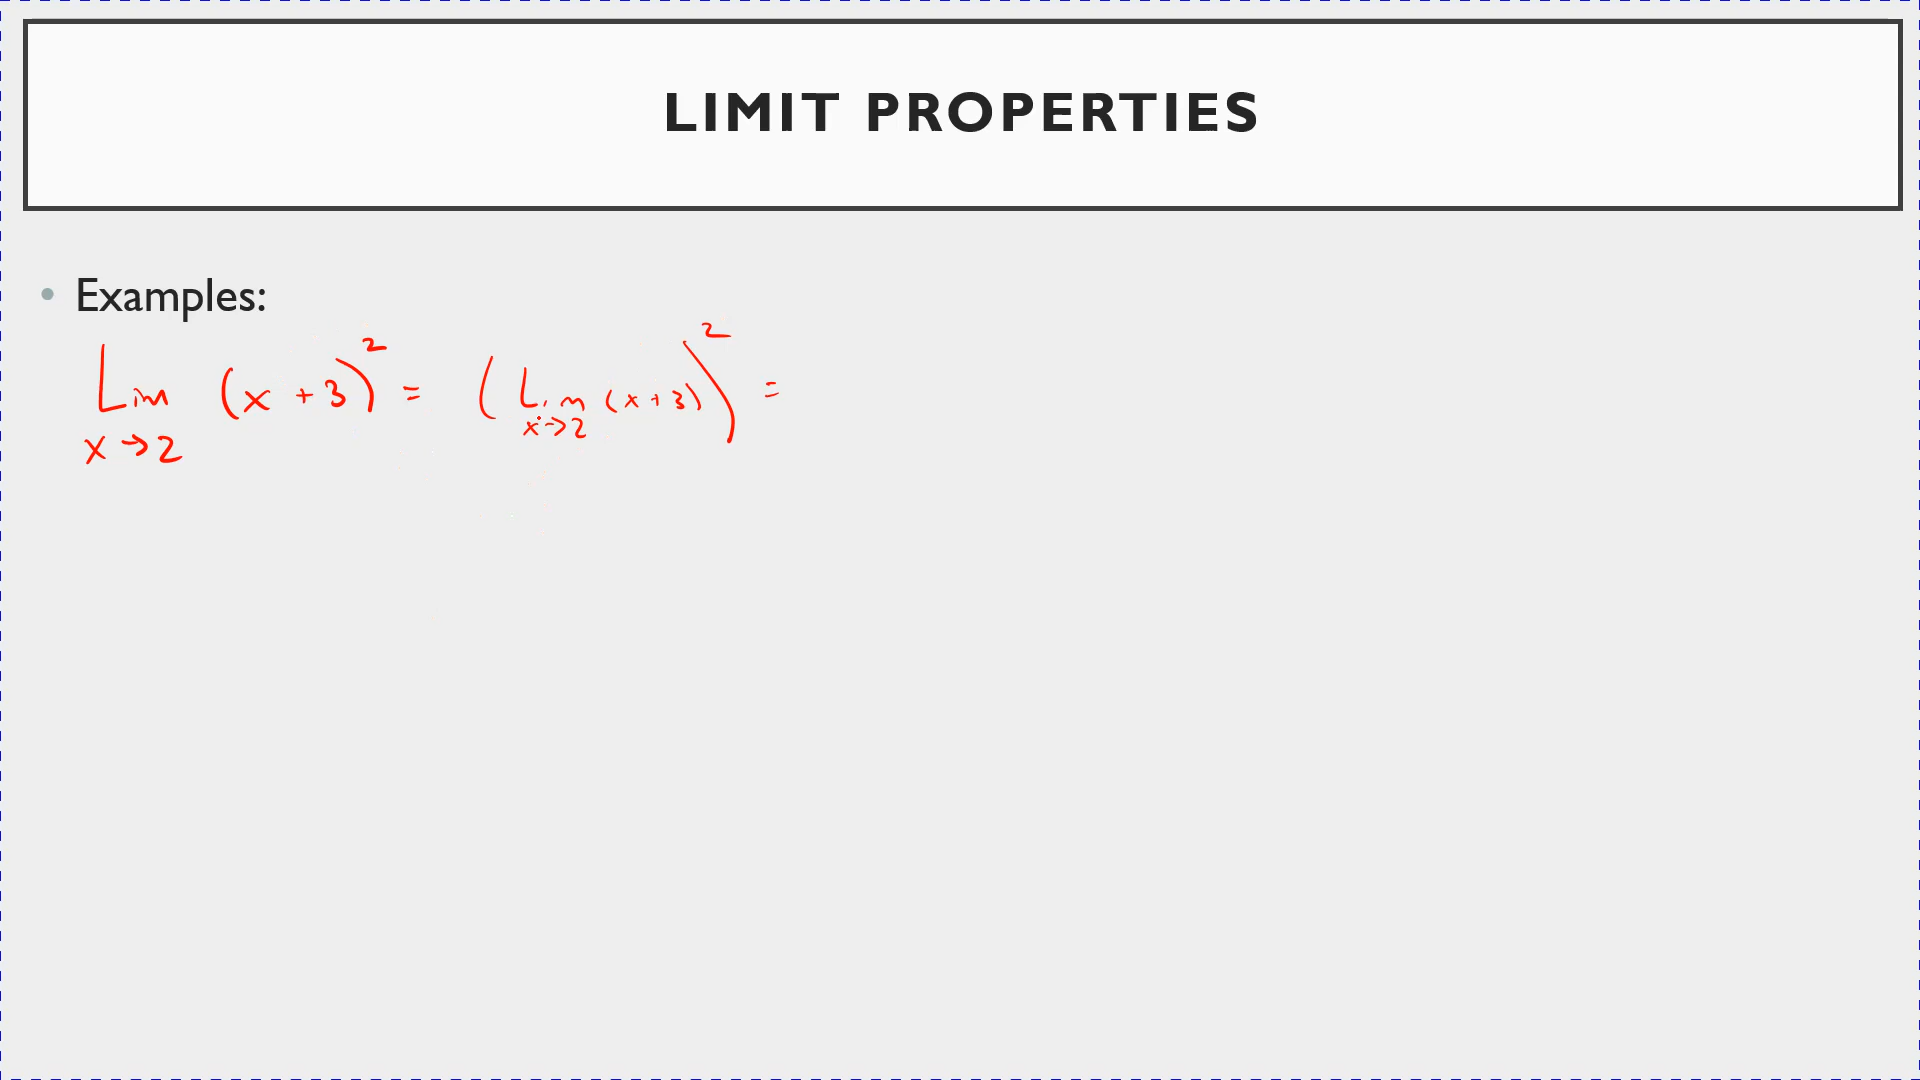 LIMIT PROPERTIES
• Examples:
Lim (x + 3)² = (Lim (x + 3))² =
x→2 x→2